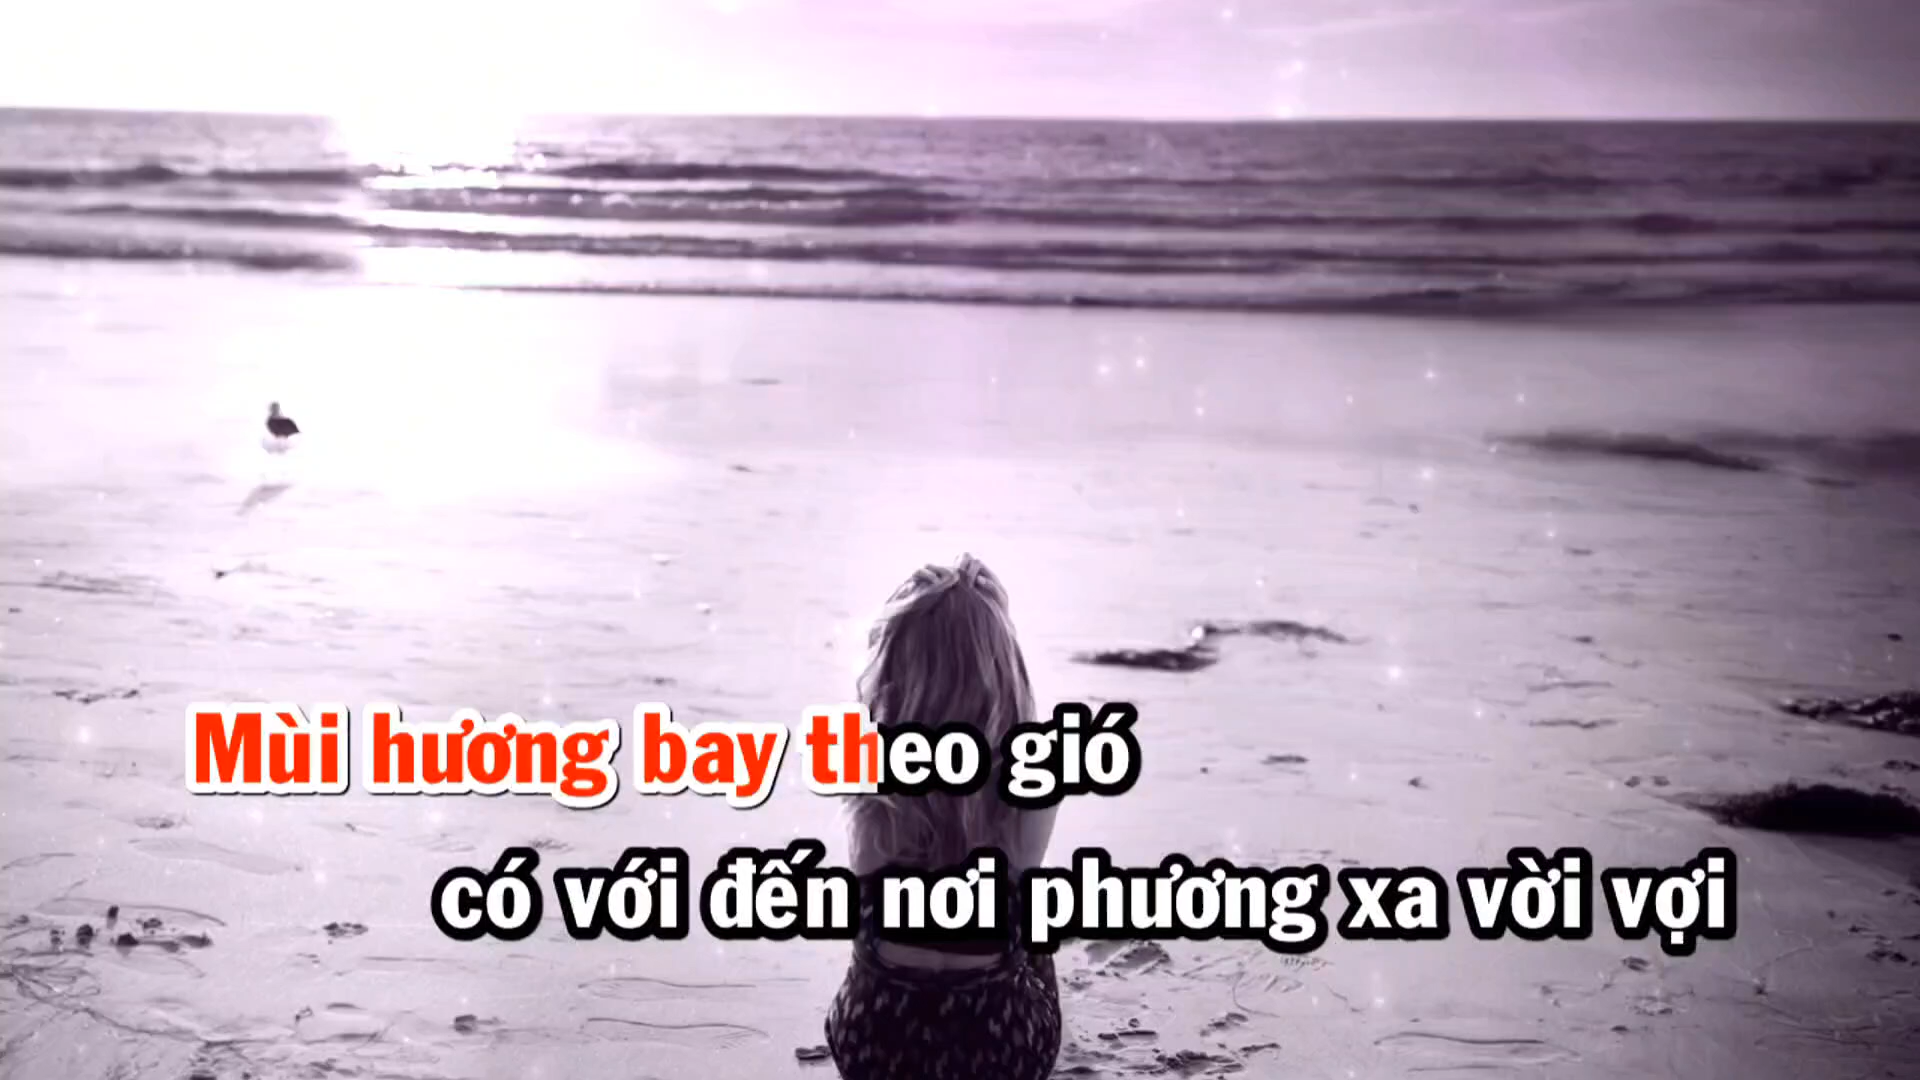 Mùi hương bay theo gió
có với đến nơi phương xa vời vợi